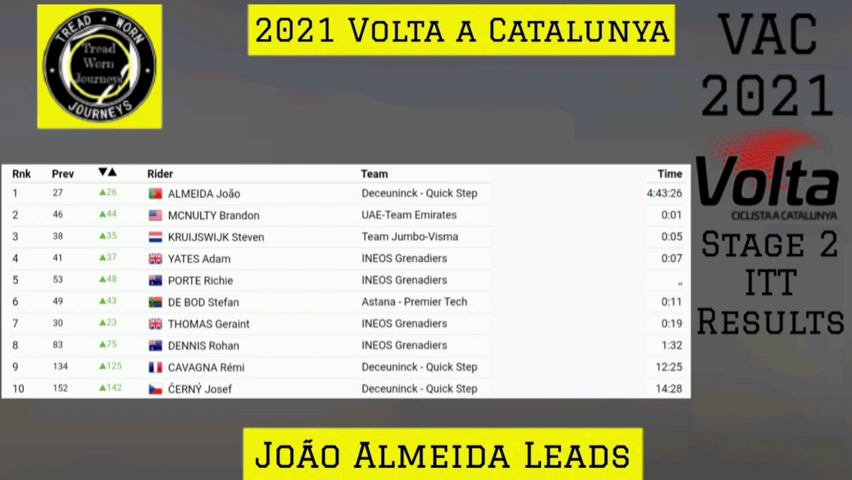 TREAD WORN
Tread
Worn
Journeys
JOURNEYS
2021 Volta a Catalunya
VAC
2021
Volta
CICLISTA A CATALUNYA
Stage 2
ITT
Results
Rnk Prev ▼▲ Rider Team Time
1 27 ▲26 ALMEIDA João Deceuninck - Quick Step 4:43:26
2 46 ▲44 MCNULTY Brandon UAE-Team Emirates 0:01
3 38 ▲35 KRUIJSWIJK Steven Team Jumbo-Visma 0:05
4 41 ▲37 YATES Adam INEOS Grenadiers 0:07
5 53 ▲48 PORTE Richie INEOS Grenadiers ,,
6 49 ▲43 DE BOD Stefan Astana - Premier Tech 0:11
7 30 ▲23 THOMAS Geraint INEOS Grenadiers 0:19
8 83 ▲75 DENNIS Rohan INEOS Grenadiers 1:32
9 134 ▲125 CAVAGNA Rémi Deceuninck - Quick Step 12:25
10 152 ▲142 ČERNÝ Josef Deceuninck - Quick Step 14:28
João Almeida Leads